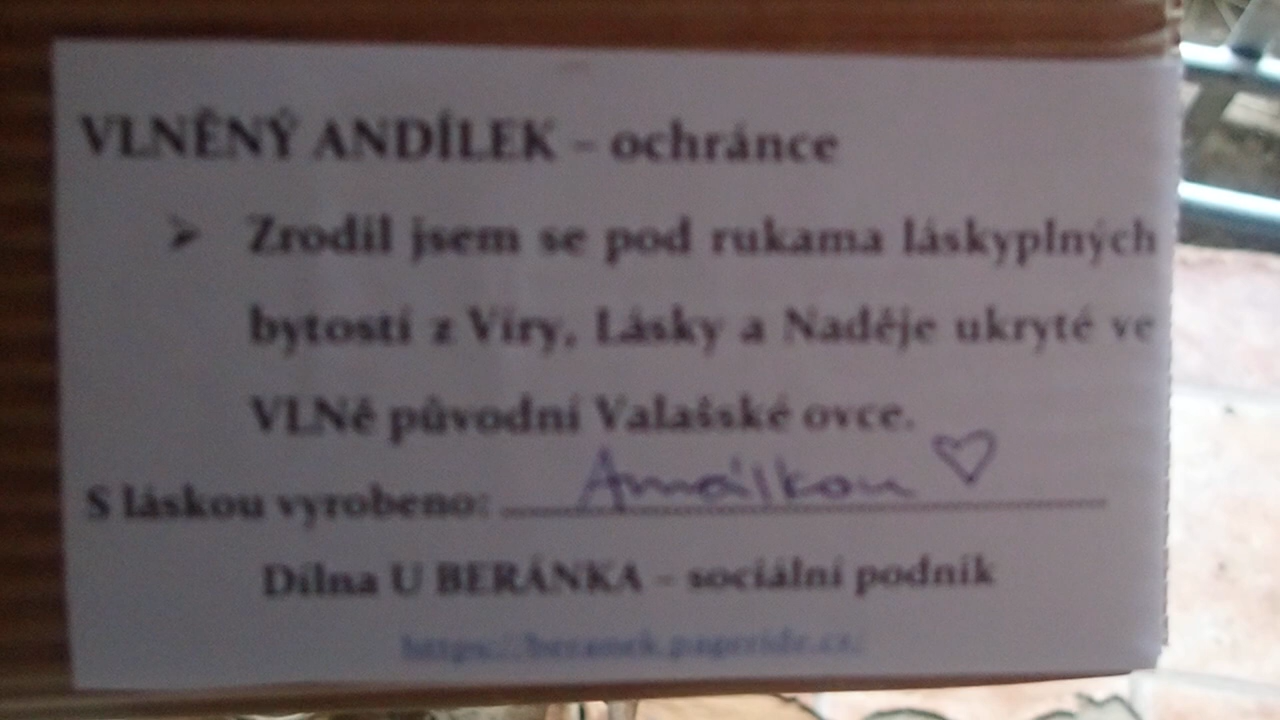 VLNĚNÝ ANDÍLEK – ochránce
➢ Zrodil jsem se pod rukama láskyplných
bytostí z Víry, Lásky a Naděje ukryté ve
VLNě původní Valašské ovce.
S láskou vyrobeno: Amálkou ♡
Dílna U BERÁNKA – sociální podnik